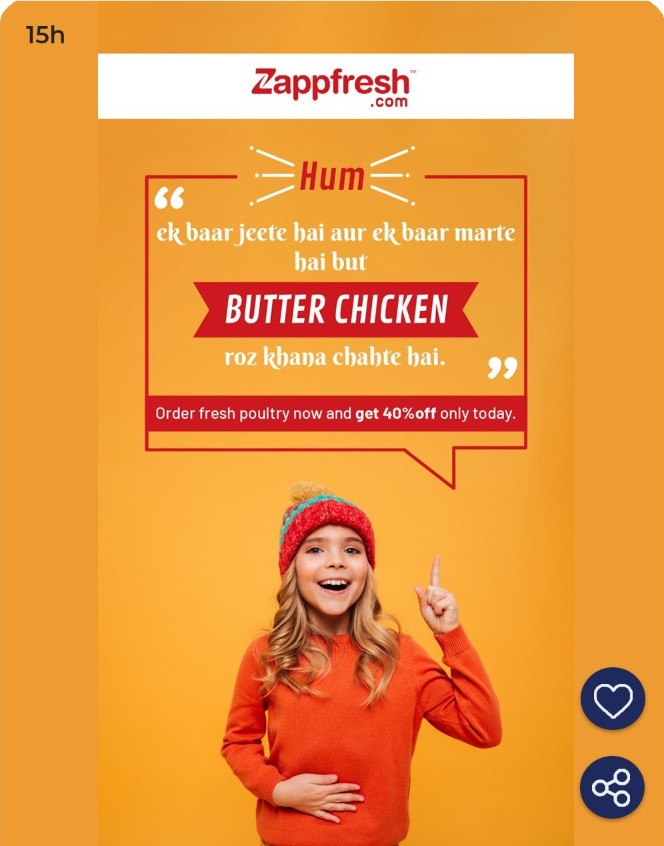 15h
Zappfresh™
.com
Hum
“
ek baar jeete hai aur ek baar marte
hai but
BUTTER CHICKEN
roz khana chahte hai.
”
Order fresh poultry now and get 40%off only today.